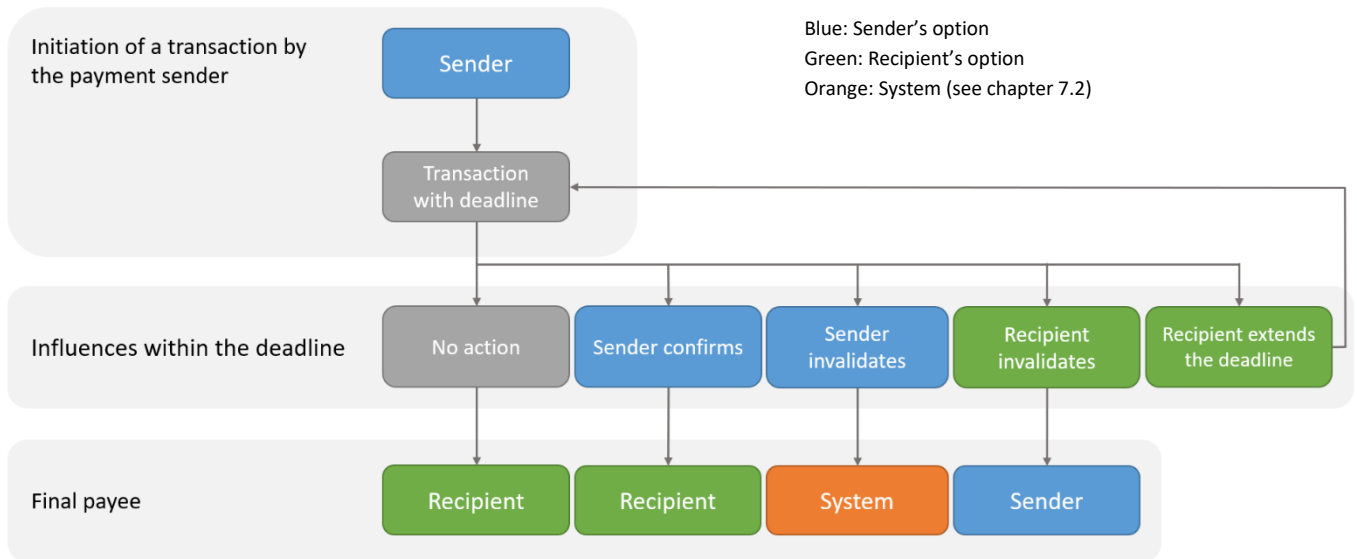 Initiation of a transaction by
the payment sender
Sender
Blue: Sender's option
Green: Recipient's option
Orange: System (see chapter 7.2)
Transaction
with deadline
Influences within the deadline
No action
Sender confirms
Sender
invalidates
Recipient
invalidates
Recipient extends
the deadline
Final payee
Recipient
Recipient
System
Sender